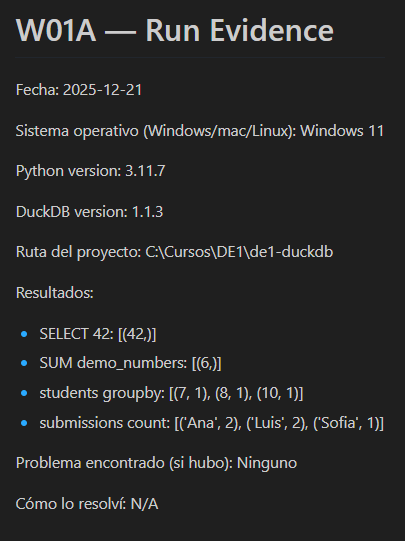 W01A — Run Evidence
Fecha: 2025-12-21
Sistema operativo (Windows/mac/Linux): Windows 11
Python version: 3.11.7
DuckDB version: 1.1.3
Ruta del proyecto: C:\Cursos\DE1\de1-duckdb
Resultados:
• SELECT 42: [(42,)]
• SUM demo_numbers: [(6,)]
• students groupby: [(7, 1), (8, 1), (10, 1)]
• submissions count: [('Ana', 2), ('Luis', 2), ('Sofia', 1)]
Problema encontrado (si hubo): Ninguno
Cómo lo resolví: N/A